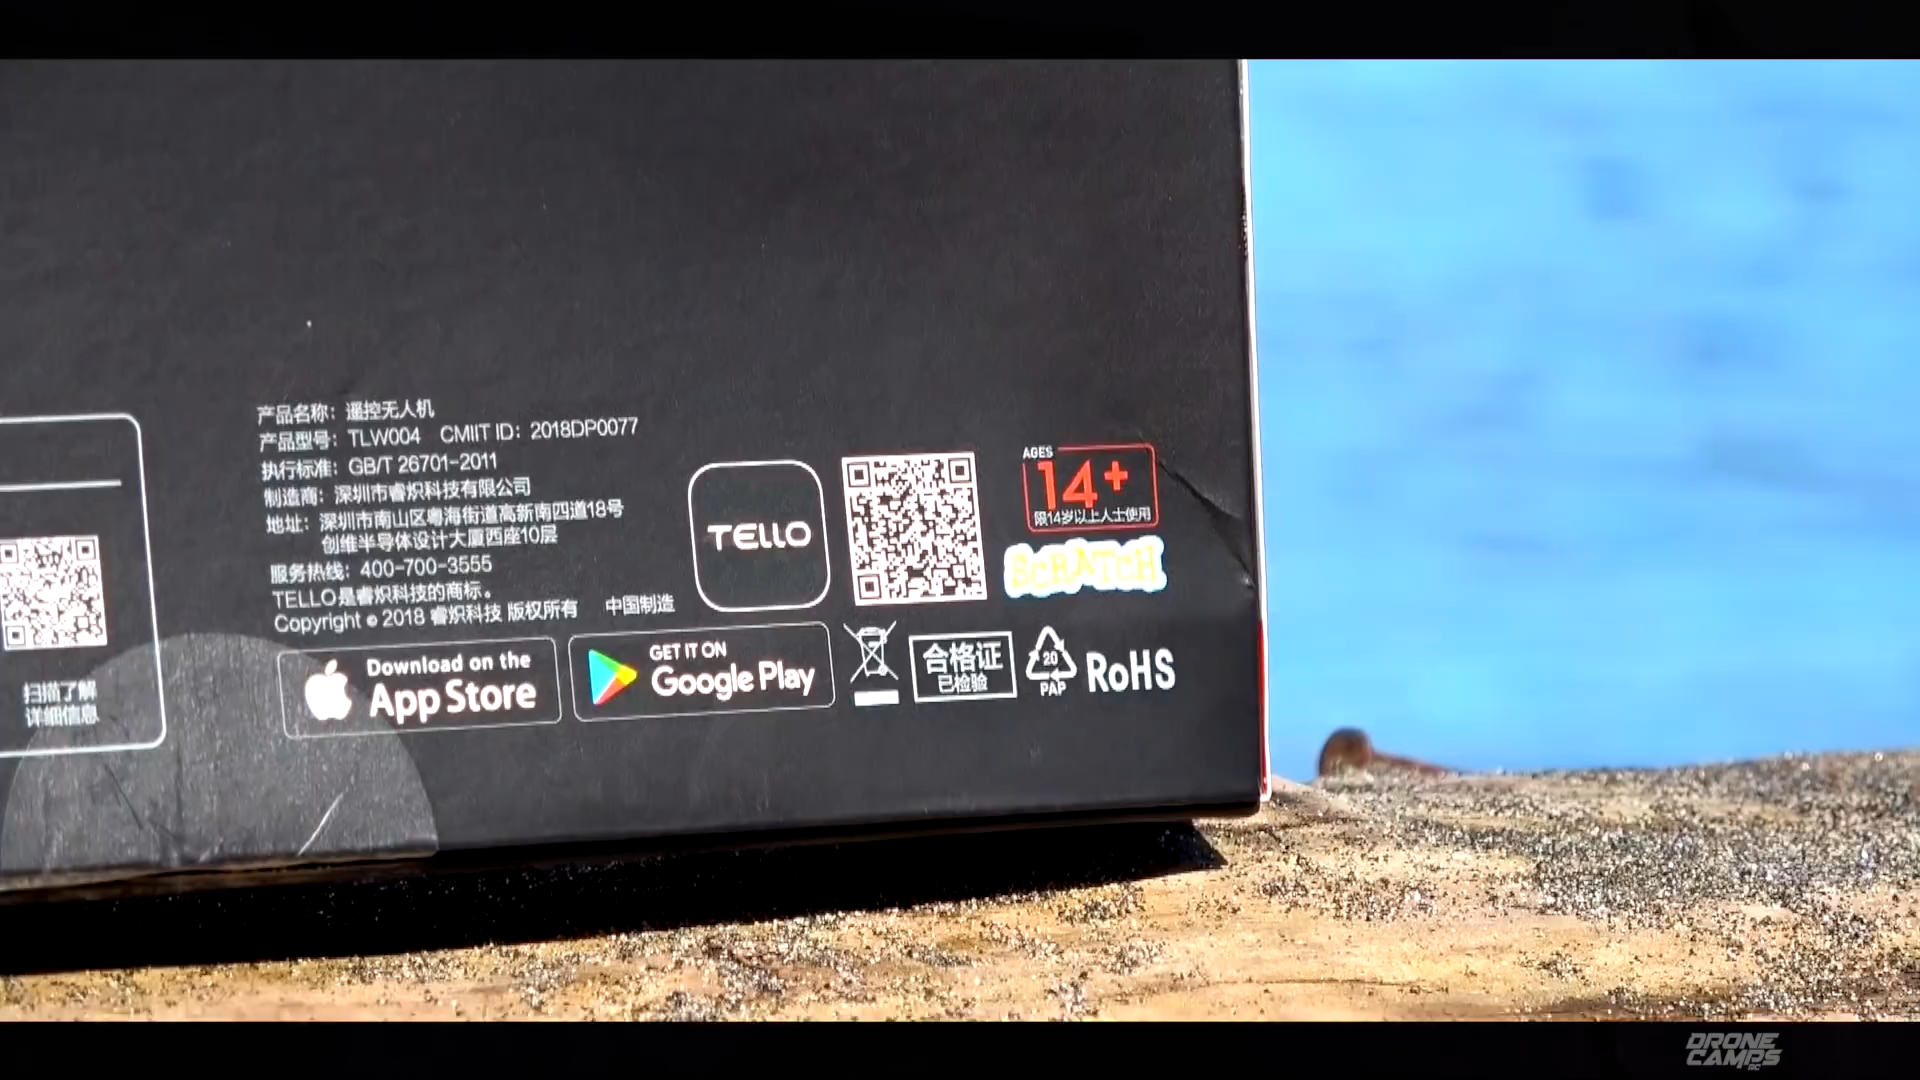 产品名称：遥控无人机
产品型号：TLW004 CMIIT ID：2018DP0077
执行标准：GB/T 26701-2011
制造商：深圳市睿炽科技有限公司
地址：深圳市南山区粤海街道高新南四道18号
创维半导体设计大厦西座10层
服务热线：400-700-3555
TELLO是睿炽科技的商标。
Copyright © 2018 睿炽科技 版权所有 中国制造
扫描了解
详细信息
TELLO
AGES
14+
限14岁以上人士使用
SCRATCH
Download on the
App Store
GET IT ON
Google Play
合格证
已检验
20
PAP
RoHS
DRONE
CAMPS
RC